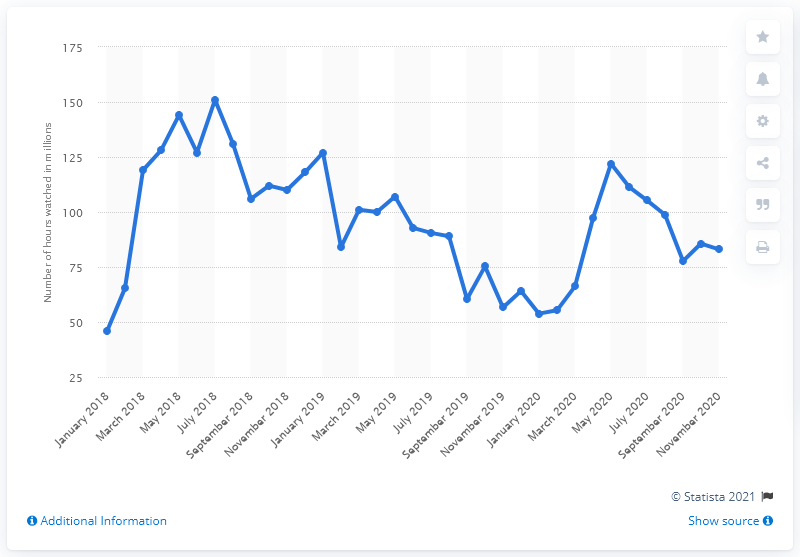 175
150
125
100
75
50
25
Number of hours watched in millions
January 2018
March 2018
May 2018
July 2018
September 2018
November 2018
January 2019
March 2019
May 2019
July 2019
September 2019
November 2019
January 2020
March 2020
May 2020
July 2020
September 2020
November 2020
© Statista 2021
Additional Information
Show source